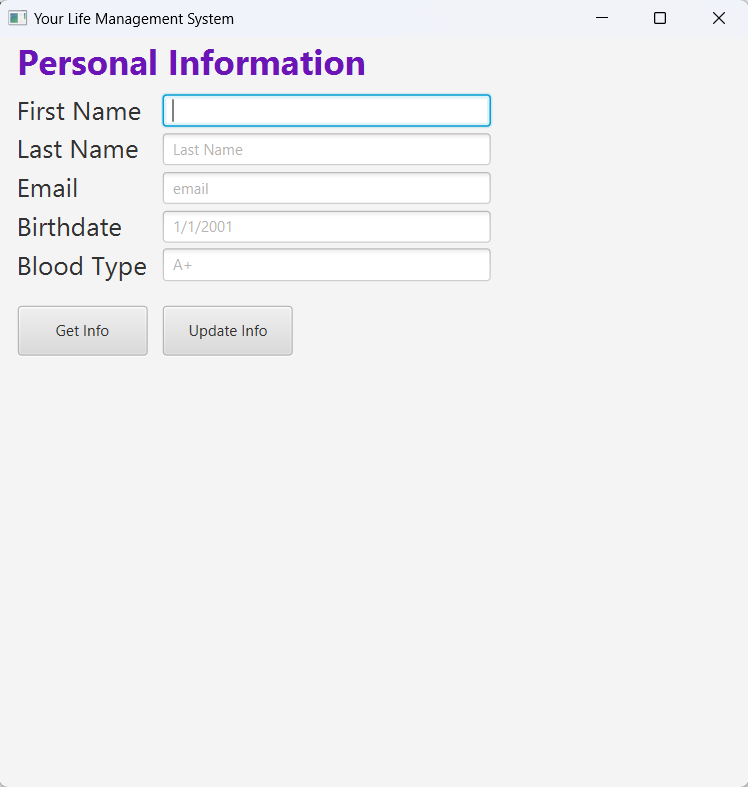 Your Life Management System
Personal Information
First Name
Last Name Last Name
Email email
Birthdate 1/1/2001
Blood Type A+
Get Info Update Info